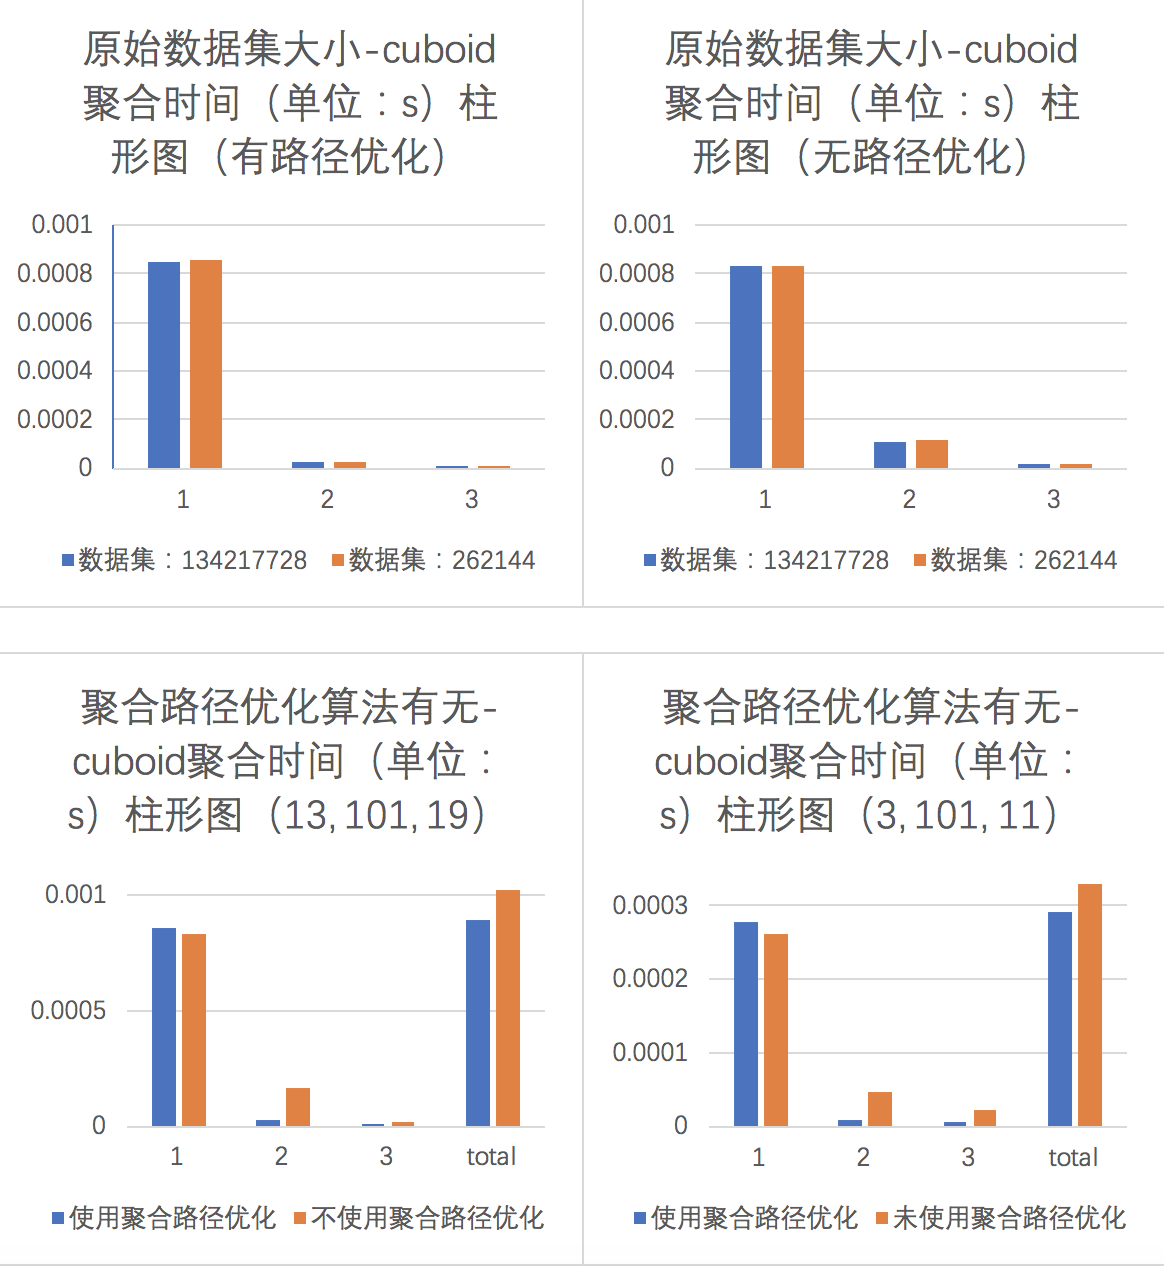 原始数据集大小-cuboid
聚合时间（单位：s）柱
形图（有路径优化）
0.001
0.0008
0.0006
0.0004
0.0002
0
1 2 3
数据集：134217728 数据集：262144
原始数据集大小-cuboid
聚合时间（单位：s）柱
形图（无路径优化）
0.001
0.0008
0.0006
0.0004
0.0002
0
1 2 3
数据集：134217728 数据集：262144
聚合路径优化算法有无-
cuboid聚合时间（单位：
s）柱形图（13, 101, 19）
0.001
0.0005
0
1 2 3 total
使用聚合路径优化 不使用聚合路径优化
聚合路径优化算法有无-
cuboid聚合时间（单位：
s）柱形图（3, 101, 11）
0.0003
0.0002
0.0001
0
1 2 3 total
使用聚合路径优化 未使用聚合路径优化